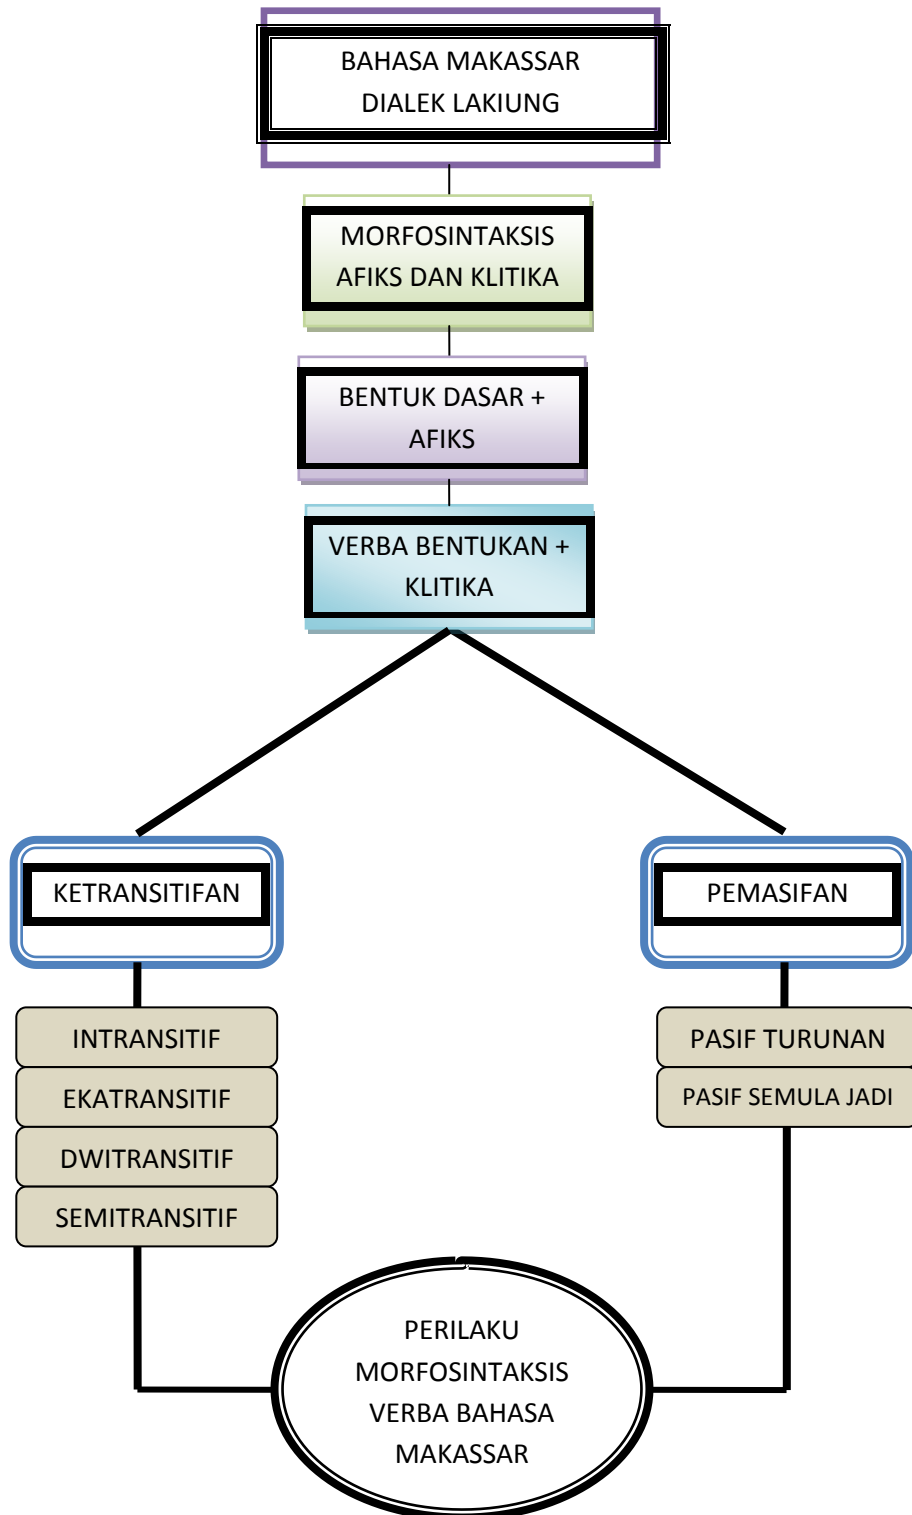 BAHASA MAKASSAR
DIALEK LAKIUNG
MORFOSINTAKSIS
AFIKS DAN KLITIKA
BENTUK DASAR +
AFIKS
VERBA BENTUKAN +
KLITIKA
KETRANSITIFAN
PEMASIFAN
INTRANSITIF
EKATRANSITIF
DWITRANSITIF
SEMITRANSITIF
PASIF TURUNAN
PASIF SEMULA JADI
PERILAKU
MORFOSINTAKSIS
VERBA BAHASA
MAKASSAR